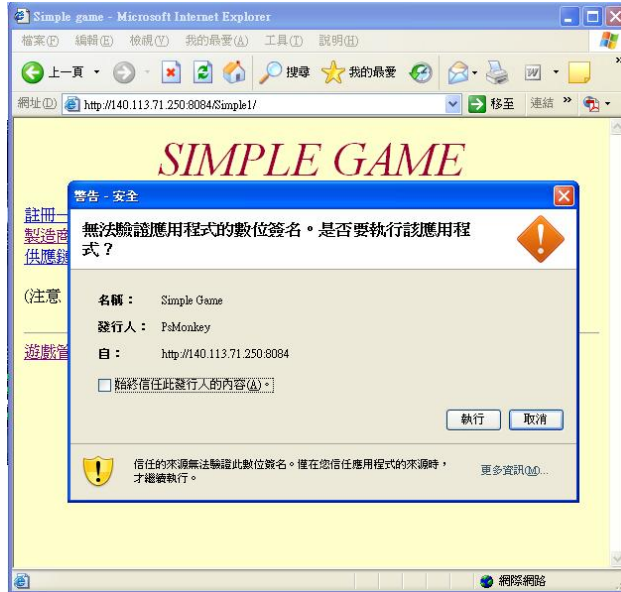 Simple game - Microsoft Internet Explorer
檔案(F) 編輯(E) 檢視(V) 我的最愛(A) 工具(T) 說明(H)
上一頁 搜尋 我的最愛
網址(D) http://140.113.71.250:8084/Simple1/ 移至 連結 »
SIMPLE GAME
警告 - 安全
註冊一
無法驗證應用程式的數位簽名。是否要執行該應用程
製造商
式？
供應鏈
(注意
名稱： Simple Game
發行人： PsMonkey
遊戲管
自： http://140.113.71.250:8084
始終信任此發行人的內容(A)。
執行 取消
信任的來源無法驗證此數位簽名。僅在您信任應用程式的來源時，
才繼續執行。
更多資訊(M)...
網際網路